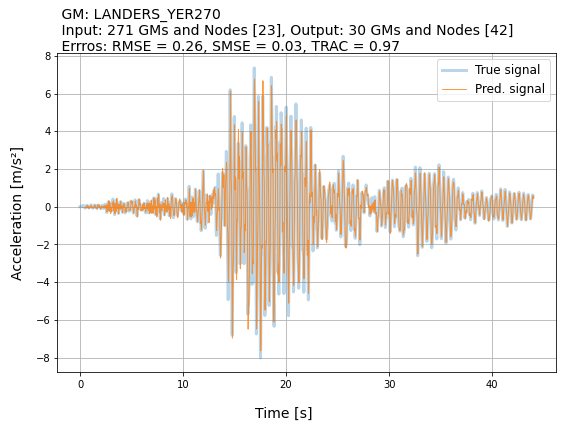 GM: LANDERS_YER270
Input: 271 GMs and Nodes [23], Output: 30 GMs and Nodes [42]
Errros: RMSE = 0.26, SMSE = 0.03, TRAC = 0.97
True signal
Pred. signal
8
6
4
2
0
−2
−4
−6
−8
Acceleration [m/s²]
0
10
20
30
40
Time [s]